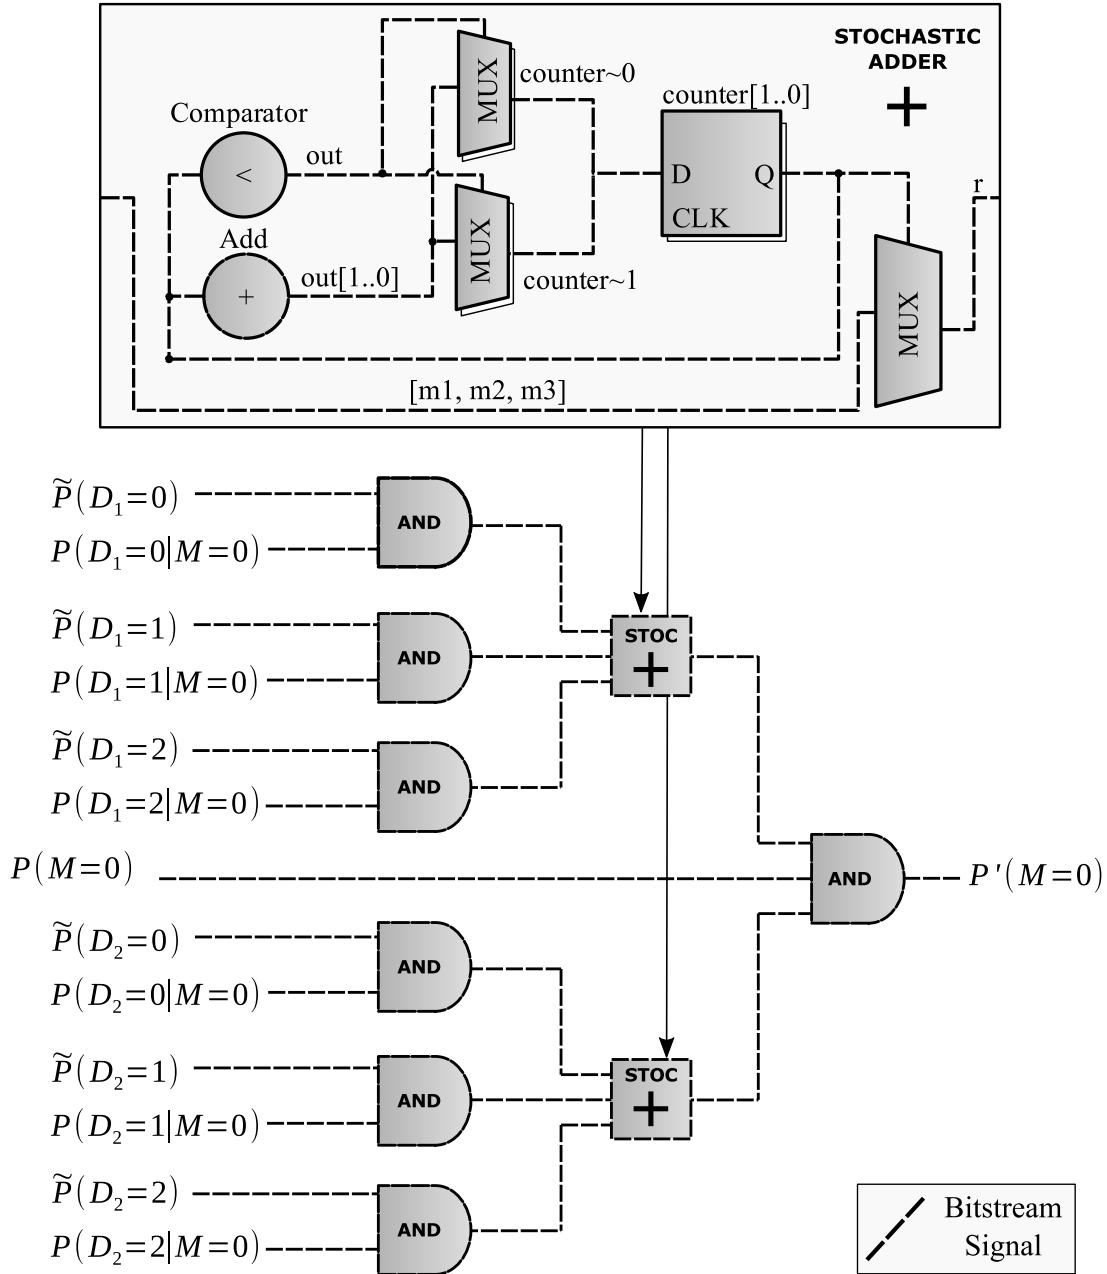 STOCHASTIC
ADDER
+
MUX
counter~0
counter[1..0]
Comparator
<
out
D Q
CLK
r
Add
+
out[1..0]
MUX
counter~1
MUX
[m1, m2, m3]
P̃(D₁=0)
AND
P(D₁=0|M=0)
P̃(D₁=1)
STOC
+
AND
P(D₁=1|M=0)
P̃(D₁=2)
AND
P(D₁=2|M=0)
P(M=0)
AND
P'(M=0)
P̃(D₂=0)
AND
P(D₂=0|M=0)
P̃(D₂=1)
STOC
+
AND
P(D₂=1|M=0)
P̃(D₂=2)
AND
P(D₂=2|M=0)
Bitstream
Signal